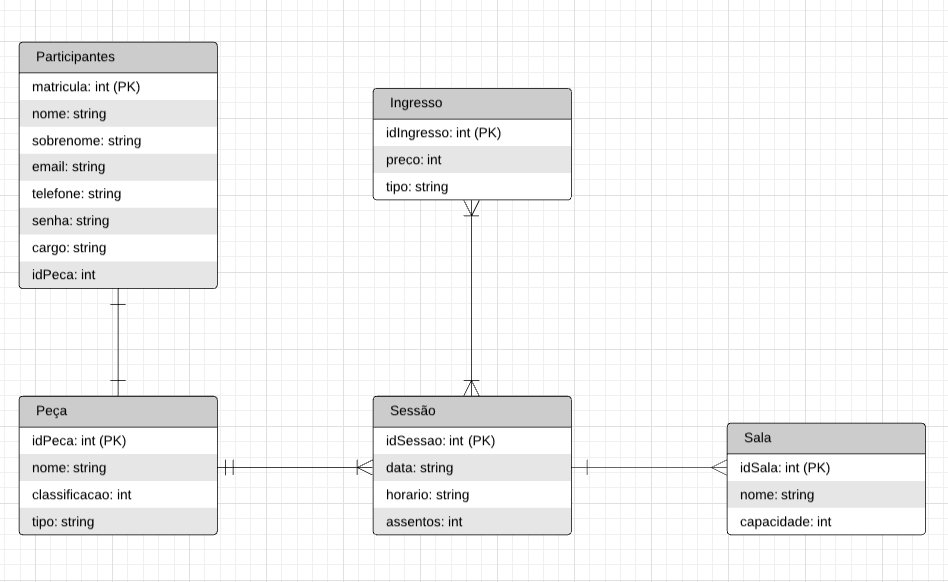 Participantes
matricula: int (PK)
nome: string
sobrenome: string
email: string
telefone: string
senha: string
cargo: string
idPeca: int
Ingresso
idIngresso: int (PK)
preco: int
tipo: string
Peça
idPeca: int (PK)
nome: string
classificacao: int
tipo: string
Sessão
idSessao: int (PK)
data: string
horario: string
assentos: int
Sala
idSala: int (PK)
nome: string
capacidade: int